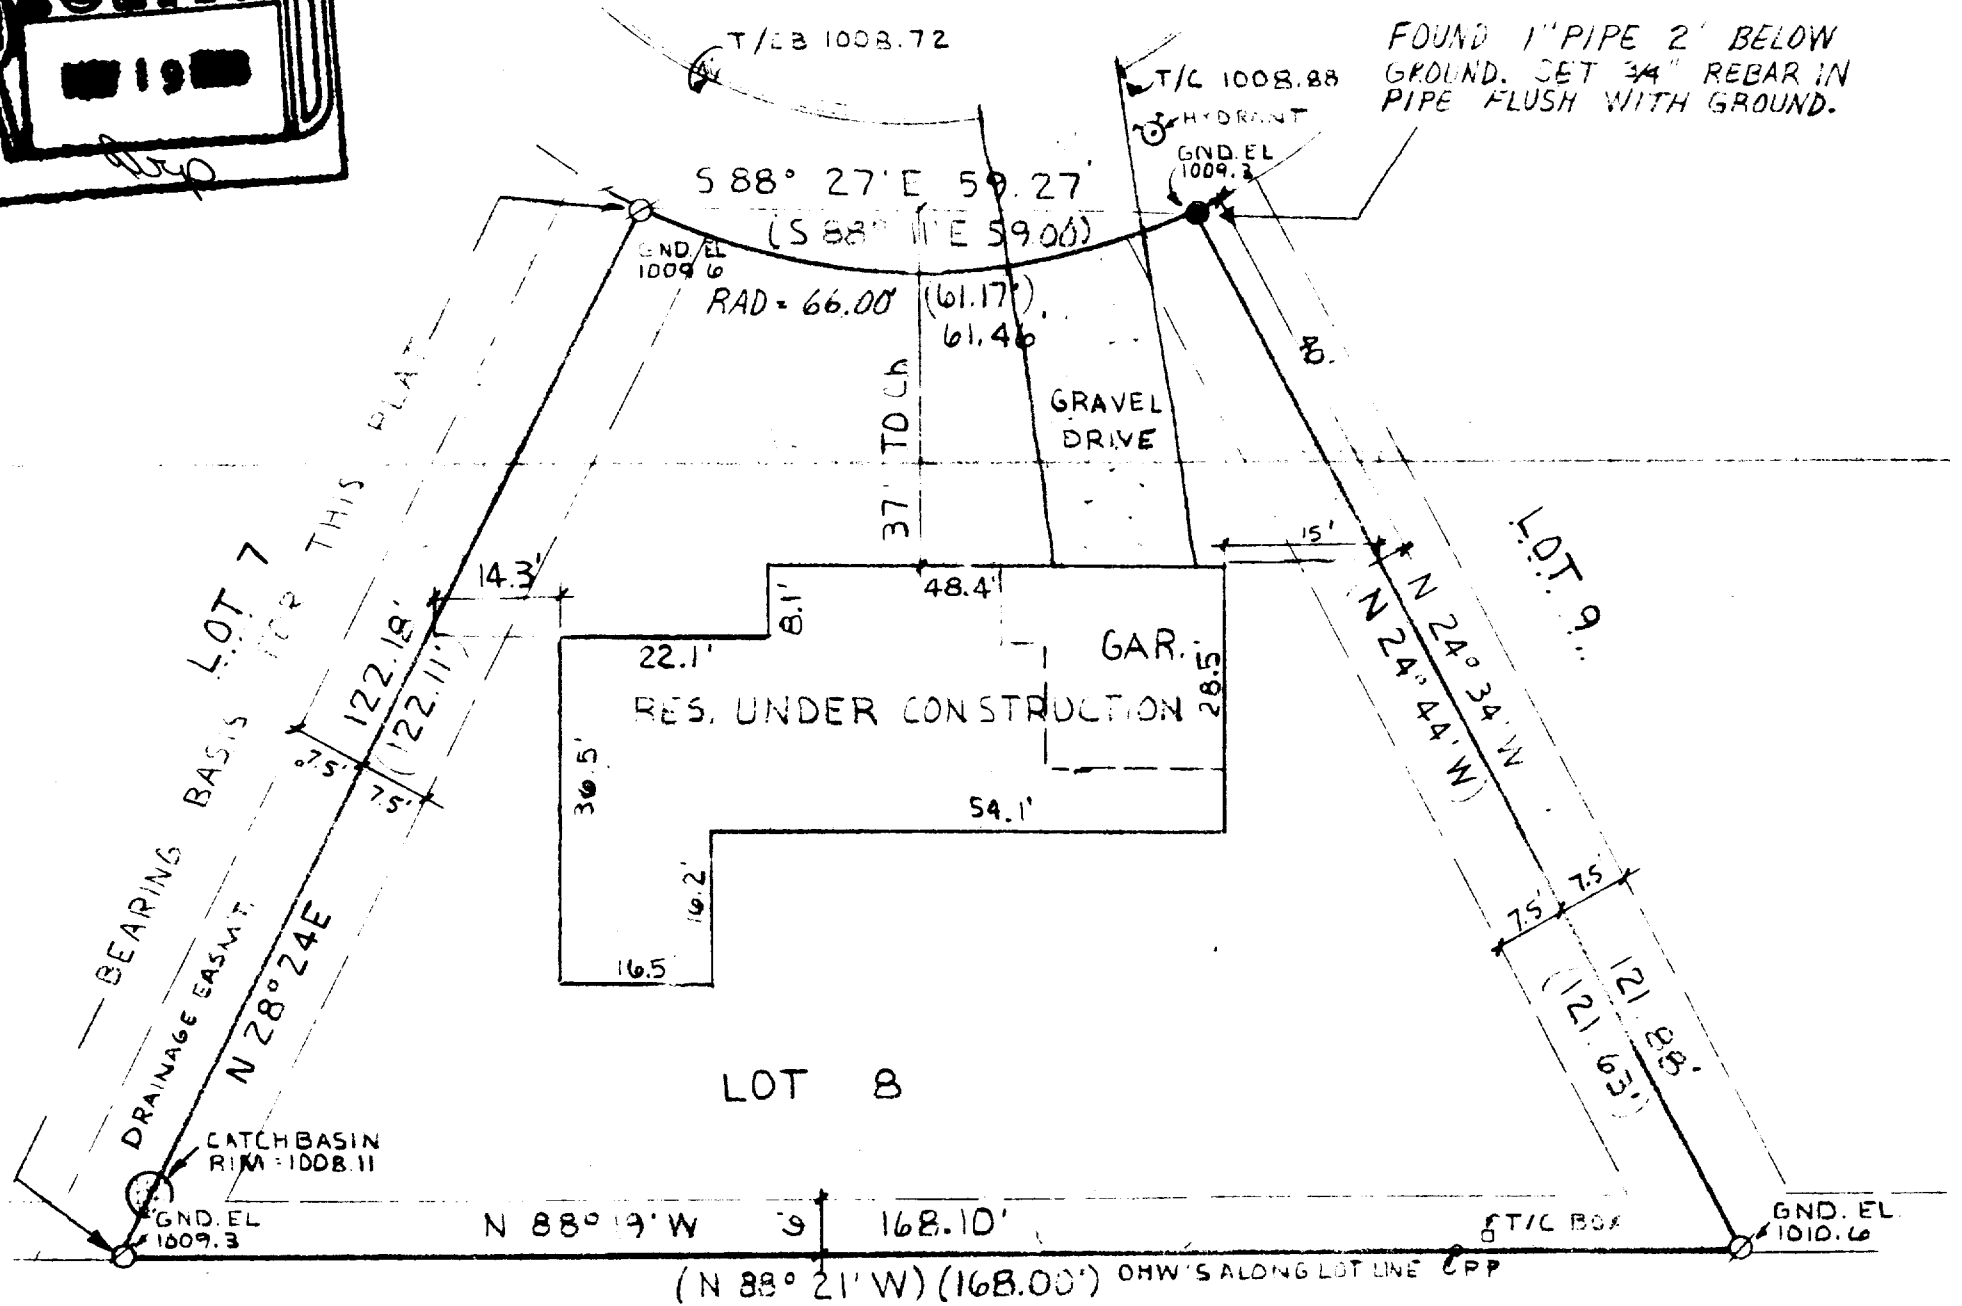 19
T/CB 1008.72
FOUND 1" PIPE 2' BELOW
GROUND. SET 3/4" REBAR IN
PIPE FLUSH WITH GROUND.
T/C 1008.88
HYDRANT
GND. EL
1009.3
S 88° 27' E 59.27'
(S 88° 11' E 59.00)
GND. EL
1009.6
RAD = 66.00' (61.17')
61.46'
37' TO Ch
GRAVEL
DRIVE
8'
LOT 7
BEARING BASIS FOR THIS PLAT
122.18'
(122.11')
14.3'
15'
48.4'
8.1'
22.1'
GAR.
28.5'
RES. UNDER CONSTRUCTION
LOT 9
N 24° 34' W
(N 24° 44' W)
7.5'
7.5'
36.5'
54.1'
16.2'
16.5
7.5'
7.5'
N 28° 24 E
DRAINAGE EASMT.
121.88'
(121.63')
LOT 8
CATCH BASIN
RIM = 1008.11
GND. EL
1009.3
N 88° 19' W
168.10'
T/C BOX
GND. EL.
1010.6
(N 88° 21' W) (168.00')
OHW'S ALONG LOT LINE
PP